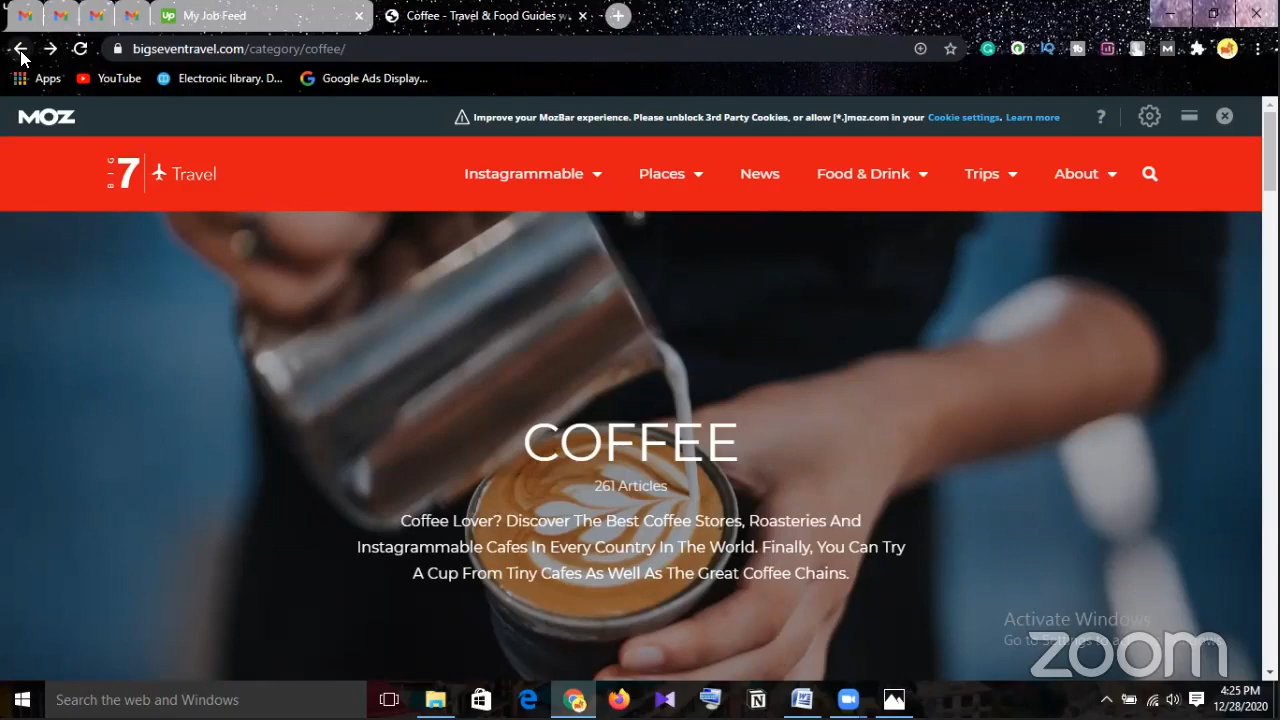 My Job Feed
Coffee - Travel & Food Guides
bigseventravel.com/category/coffee/
Apps
YouTube
Electronic library. D...
Google Ads Display...
MOZ
Improve your MozBar experience. Please unblock 3rd Party Cookies, or allow [*.]moz.com in your Cookie settings. Learn more
?
BIG 7 Travel
Instagrammable
Places
News
Food & Drink
Trips
About
COFFEE
261 Articles
Coffee Lover? Discover The Best Coffee Stores, Roasteries And
Instagrammable Cafes In Every Country In The World. Finally, You Can Try
A Cup From Tiny Cafes As Well As The Great Coffee Chains.
Activate Windows
Go to Settings to
zoom
Search the web and Windows
4:25 PM
12/28/2020